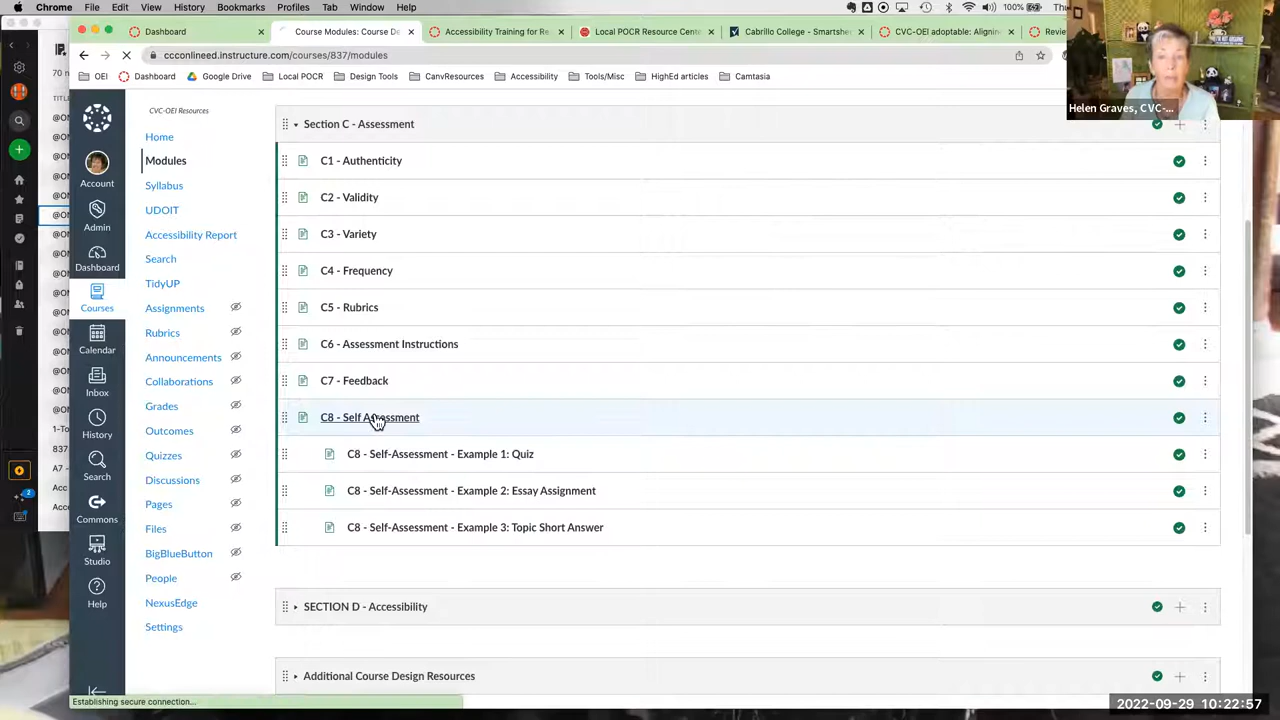 Chrome File Edit View History Bookmarks Profiles Tab Window Help
100%
Dashboard
Course Modules: Course De
Accessibility Training for Re
Local POCR Resource Cent
Cabrillo College - Smartshe
CVC-OEI adoptable: Alignin
Revie
ccconlineed.instructure.com/courses/837/modules
OEI
Dashboard
Google Drive
Local POCR
Design Tools
CanvResources
Accessibility
Tools/Misc
HighEd articles
Camtasia
Helen Graves, CVC-...
70 n
TITLE
Account
Admin
Dashboard
Courses
Calendar
Inbox
History
Search
Commons
Studio
Help
CVC-OEI Resources
Home
Modules
Syllabus
UDOIT
Accessibility Report
Search
TidyUP
Assignments
Rubrics
Announcements
Collaborations
Grades
Outcomes
Quizzes
Discussions
Pages
Files
BigBlueButton
People
NexusEdge
Settings
Section C - Assessment
C1 - Authenticity
C2 - Validity
C3 - Variety
C4 - Frequency
C5 - Rubrics
C6 - Assessment Instructions
C7 - Feedback
C8 - Self Assessment
C8 - Self-Assessment - Example 1: Quiz
C8 - Self-Assessment - Example 2: Essay Assignment
C8 - Self-Assessment - Example 3: Topic Short Answer
SECTION D - Accessibility
Additional Course Design Resources
Establishing secure connection...
2022-09-29 10:22:57